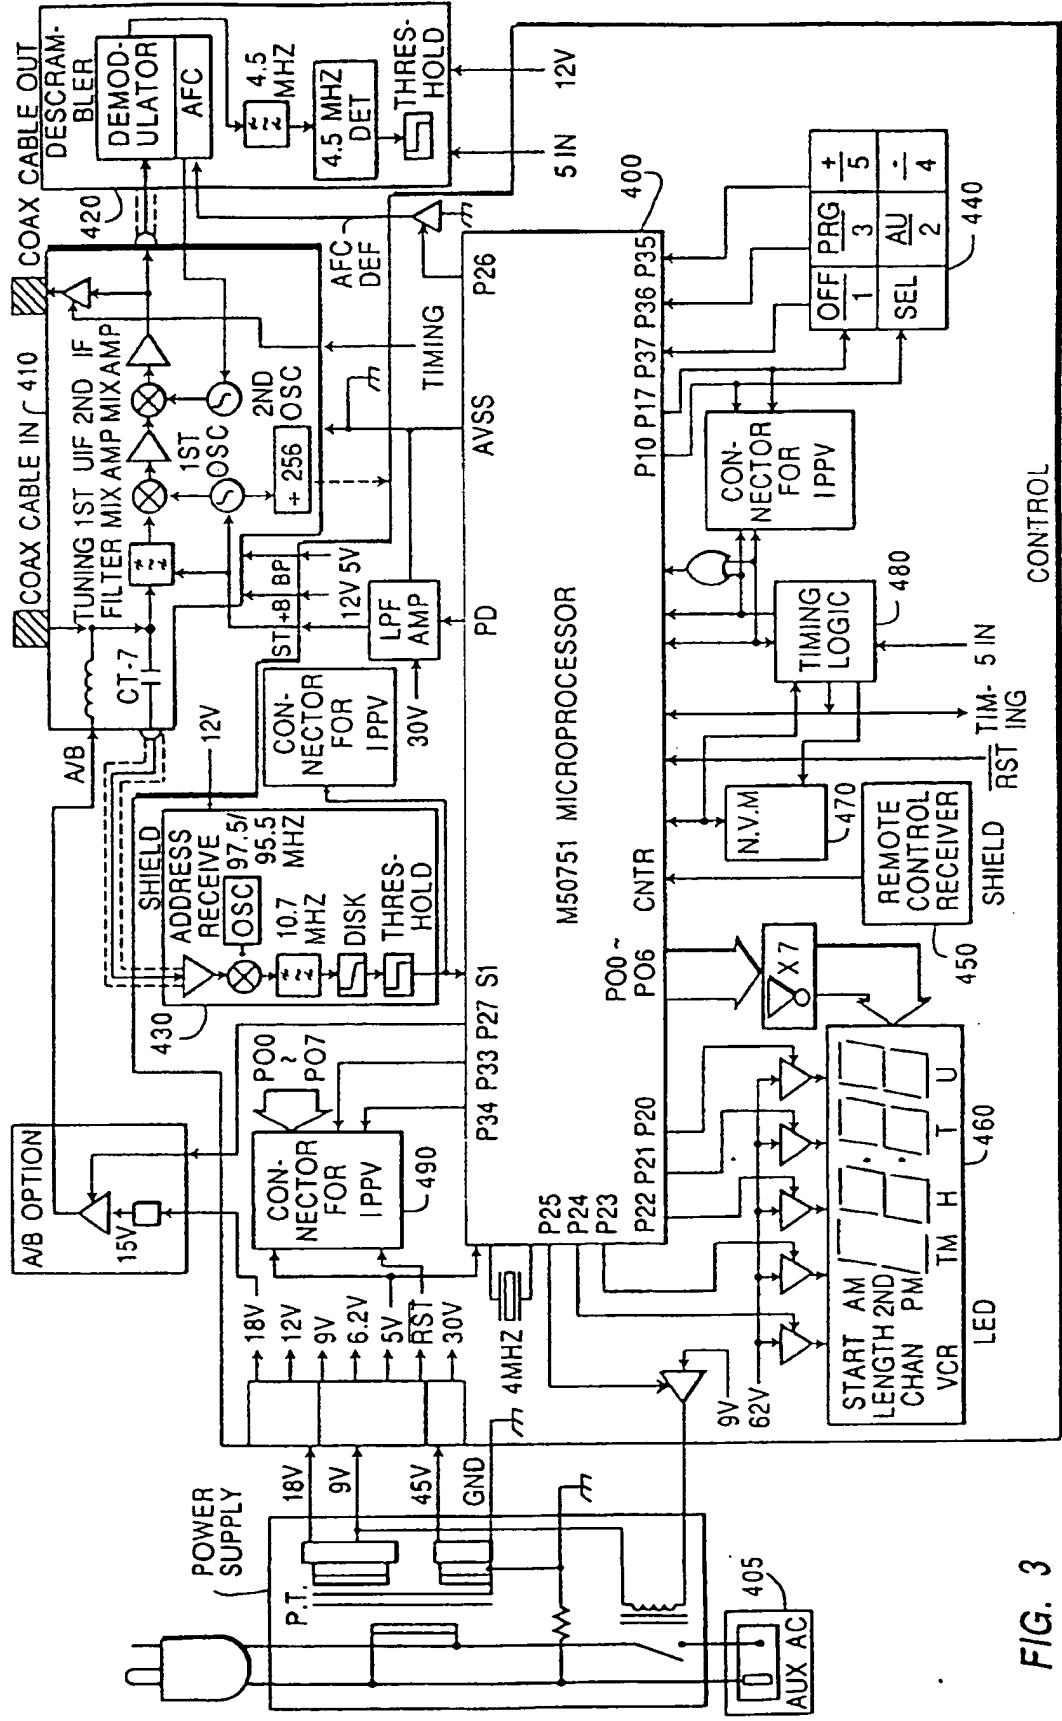 COAX CABLE IN
410
COAX CABLE OUT
A/B OPTION
15V
A/B
CT-7
TUNING
FILTER
1ST
MIX
UIF
AMP
2ND
MIX
IF
AMP
1ST
OSC
2ND
OSC
÷ 256
420
DESCRAM-
BLER
DEMOD-
ULATOR
AFC
4.5
MHZ
4.5 MHZ
DET
THRES-
HOLD
5 IN
12V
AFC
DEF
TIMING
SHIELD
12V
ADDRESS
RECEIVE
OSC
97.5/
95.5
MHZ
10.7
MHZ
DISK
THRES-
HOLD
430
CON-
NECTOR
FOR
IPPV
ST
+B
BP
12V
5V
30V
LPF
AMP
POWER
SUPPLY
P.T.
18V
9V
45V
GND
18V
12V
9V
6.2V
5V
RST
30V
4MHZ
CON-
NECTOR
FOR
IPPV
490
PO0
~
PO7
P34
P33
P27
S1
PD
AVSS
P26
M50751 MICROPROCESSOR
400
P25
P24
P23
P22
P21
P20
PO0~
PO6
CNTR
P10
P17
P37
P36
P35
405
AUX AC
9V
62V
START
LENGTH
CHAN
VCR
AM
2ND
PM
TM
H
T
U
LED
460
X7
REMOTE
CONTROL
RECEIVER
450
SHIELD
N.V.M
470
RST
TIM-
ING
5 IN
TIMING
LOGIC
480
CON-
NECTOR
FOR
IPPV
OFF
1
PRG
3
+
5
SEL
AU
2
-
4
440
CONTROL
FIG. 3